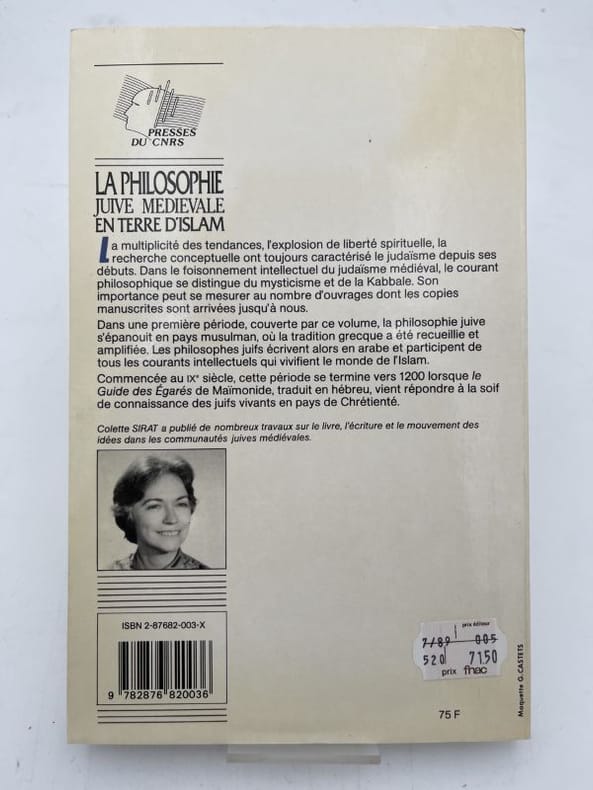 PRESSES
DU CNRS
LA PHILOSOPHIE
JUIVE MEDIEVALE
EN TERRE D'ISLAM
La multiplicité des tendances, l'explosion de liberté spirituelle, la
recherche conceptuelle ont toujours caractérisé le judaïsme depuis ses
débuts. Dans le foisonnement intellectuel du judaïsme médiéval, le courant
philosophique se distingue du mysticisme et de la Kabbale. Son
importance peut se mesurer au nombre d'ouvrages dont les copies
manuscrites sont arrivées jusqu'à nous.
Dans une première période, couverte par ce volume, la philosophie juive
s'épanouit en pays musulman, où la tradition grecque a été recueillie et
amplifiée. Les philosophes juifs écrivent alors en arabe et participent de
tous les courants intellectuels qui vivifient le monde de l'Islam.
Commencée au IXe siècle, cette période se termine vers 1200 lorsque le
Guide des Égarés de Maïmonide, traduit en hébreu, vient répondre à la soif
de connaissance des juifs vivants en pays de Chrétienté.
Colette SIRAT a publié de nombreux travaux sur le livre, l'écriture et le mouvement des
idées dans les communautés juives médiévales.
ISBN 2-87682-003-X
9 782876 820036
prix éditeur
7/89 005
520 71.50
prix fnac
75 F
Maquette G. CASTETS